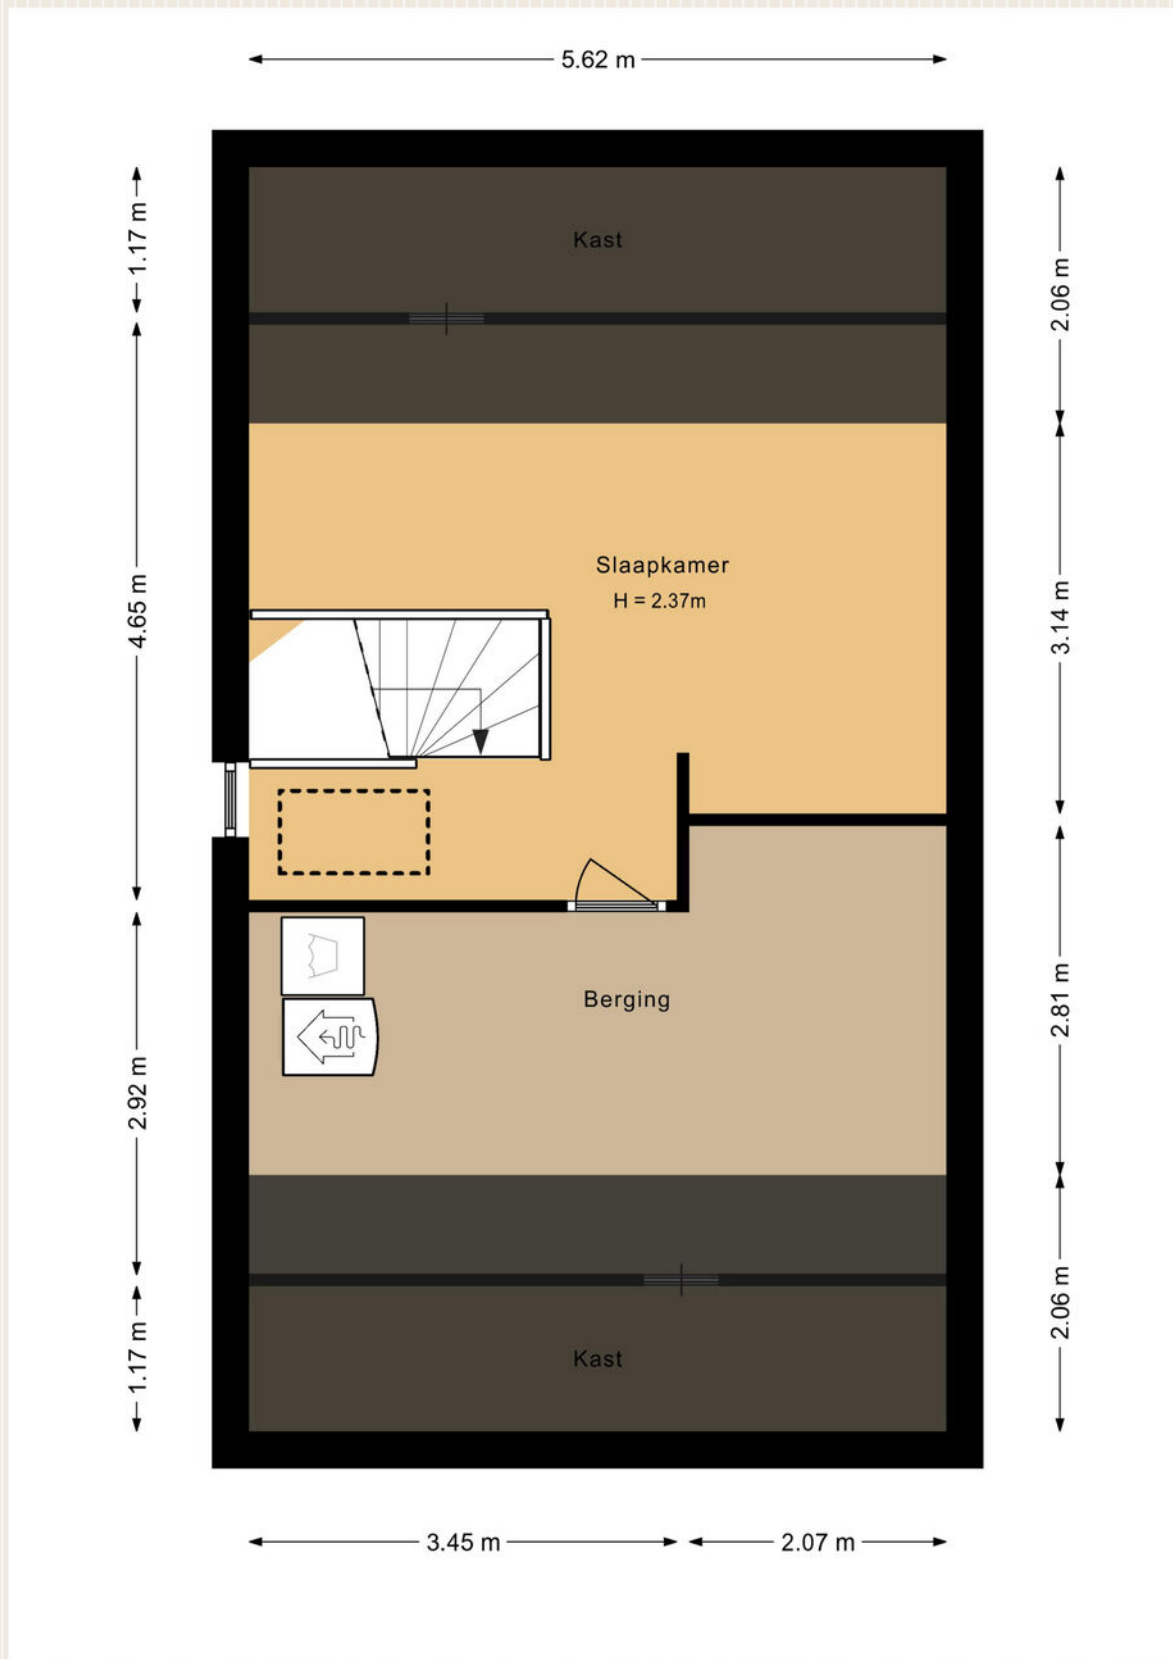 5.62 m
Kast
1.17 m
2.06 m
4.65 m
Slaapkamer
H = 2.37m
3.14 m
Berging
2.81 m
2.92 m
2.06 m
1.17 m
Kast
3.45 m
2.07 m